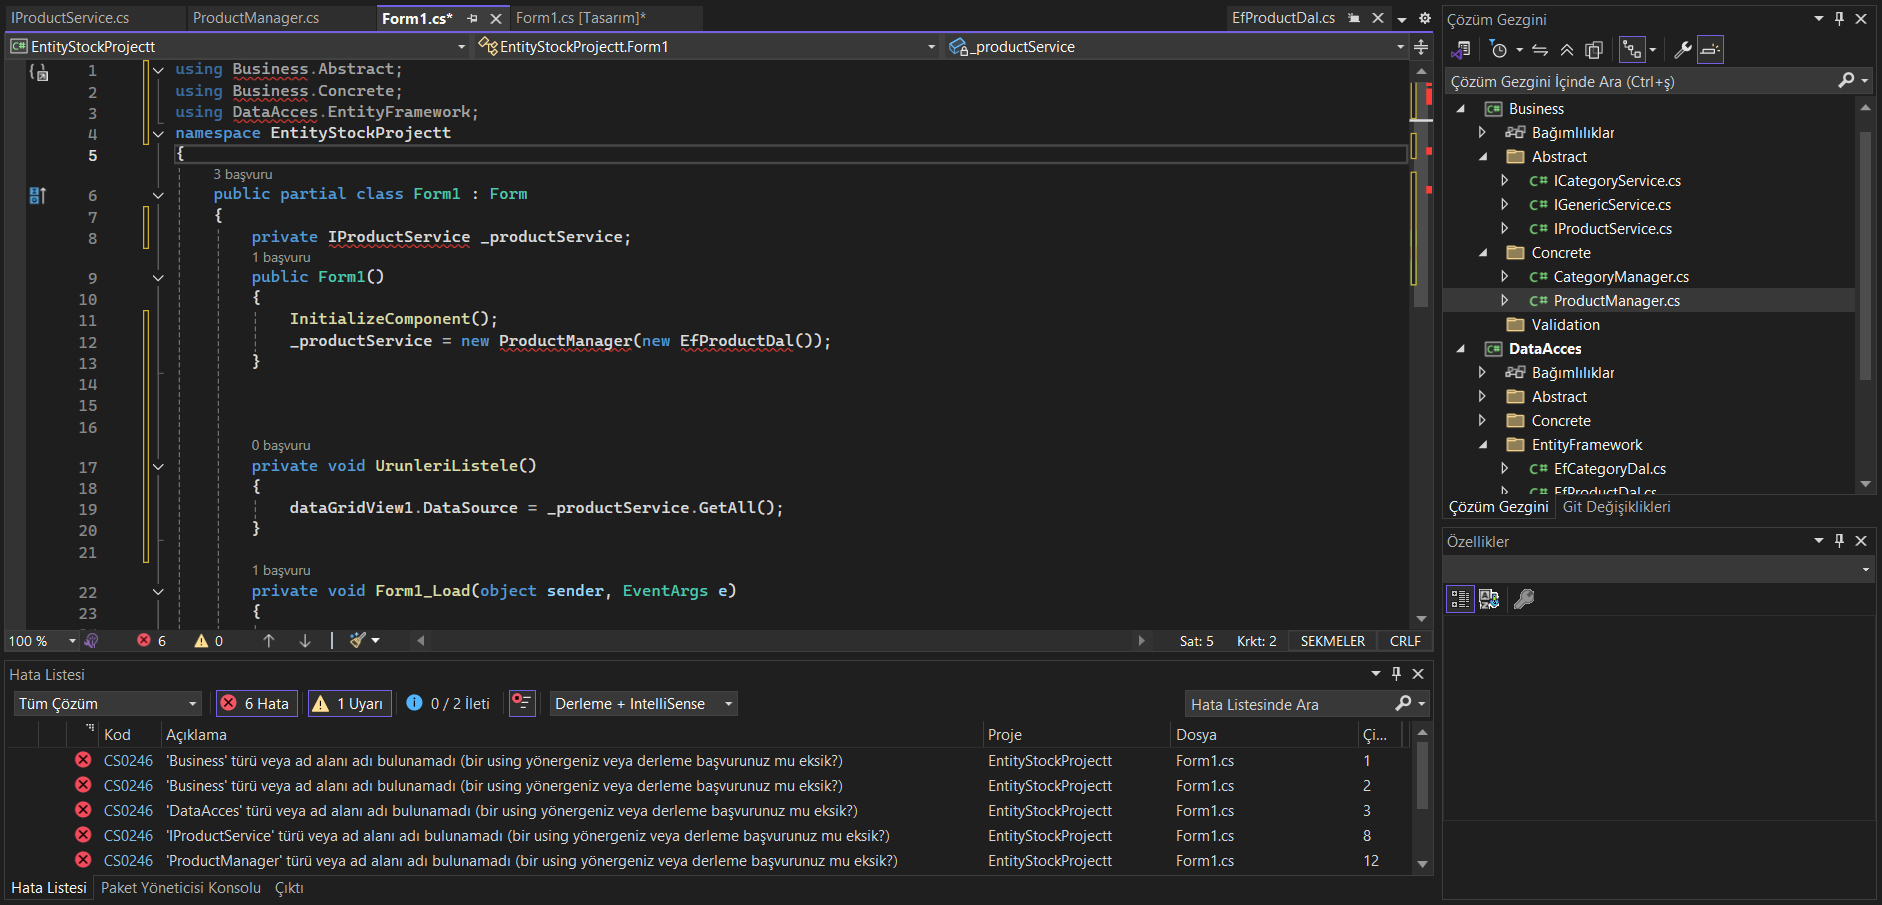 IProductService.cs
ProductManager.cs
Form1.cs*
Form1.cs [Tasarım]*
EfProductDal.cs
EntityStockProjectt
EntityStockProjectt.Form1
_productService
1 using Business.Abstract;
2 using Business.Concrete;
3 using DataAcces.EntityFramework;
4 namespace EntityStockProjectt
5 {
3 başvuru
6 public partial class Form1 : Form
7 {
8 private IProductService _productService;
1 başvuru
9 public Form1()
10 {
11 InitializeComponent();
12 _productService = new ProductManager(new EfProductDal());
13 }
14
15
16
0 başvuru
17 private void UrunleriListele()
18 {
19 dataGridView1.DataSource = _productService.GetAll();
20 }
21
1 başvuru
22 private void Form1_Load(object sender, EventArgs e)
23 {
100 %
6
0
Sat: 5
Krkt: 2
SEKMELER
CRLF
Hata Listesi
Tüm Çözüm
6 Hata
1 Uyarı
0 / 2 İleti
Derleme + IntelliSense
Hata Listesinde Ara
Kod Açıklama Proje Dosya Çi...
CS0246 'Business' türü veya ad alanı adı bulunamadı (bir using yönergeniz veya derleme başvurunuz mu eksik?) EntityStockProjectt Form1.cs 1
CS0246 'Business' türü veya ad alanı adı bulunamadı (bir using yönergeniz veya derleme başvurunuz mu eksik?) EntityStockProjectt Form1.cs 2
CS0246 'DataAcces' türü veya ad alanı adı bulunamadı (bir using yönergeniz veya derleme başvurunuz mu eksik?) EntityStockProjectt Form1.cs 3
CS0246 'IProductService' türü veya ad alanı adı bulunamadı (bir using yönergeniz veya derleme başvurunuz mu eksik?) EntityStockProjectt Form1.cs 8
CS0246 'ProductManager' türü veya ad alanı adı bulunamadı (bir using yönergeniz veya derleme başvurunuz mu eksik?) EntityStockProjectt Form1.cs 12
Hata Listesi
Paket Yöneticisi Konsolu
Çıktı
Çözüm Gezgini
Çözüm Gezgini İçinde Ara (Ctrl+ş)
C# Business
Bağımlılıklar
Abstract
C# ICategoryService.cs
C# IGenericService.cs
C# IProductService.cs
Concrete
C# CategoryManager.cs
C# ProductManager.cs
Validation
C# DataAcces
Bağımlılıklar
Abstract
Concrete
EntityFramework
C# EfCategoryDal.cs
C# EfProductDal.cs
Çözüm Gezgini
Git Değişiklikleri
Özellikler